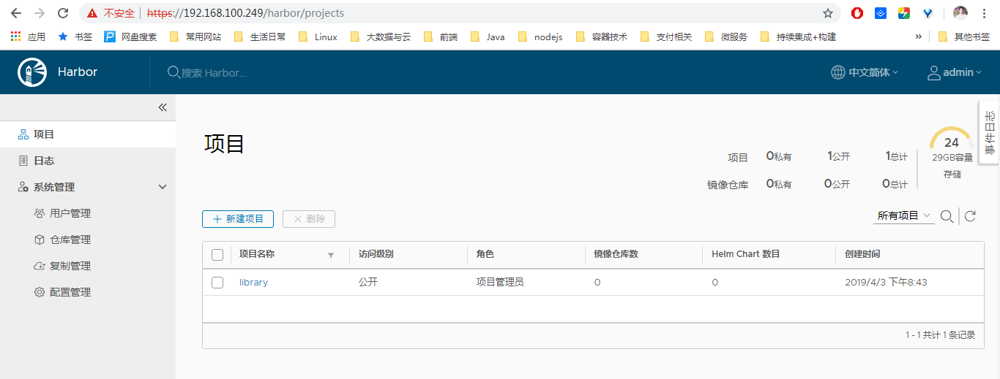 不安全 https://192.168.100.249/harbor/projects
应用 书签 网盘搜索 常用网站 生活日常 Linux 大数据与云 前端 Java nodejs 容器技术 支付相关 微服务 持续集成+构建 » 其他书签
Harbor 搜索 Harbor... 中文简体 admin
项目
日志
系统管理
用户管理
仓库管理
复制管理
配置管理
项目
项目 0私有 1公开 1总计
镜像仓库 0私有 0公开 0总计
24
29GB容量
存储
事件日志
新建项目 删除 所有项目
项目名称 访问级别 角色 镜像仓库数 Helm Chart 数目 创建时间
library 公开 项目管理员 0 0 2019/4/3 下午8:43
1 - 1 共计 1 条记录